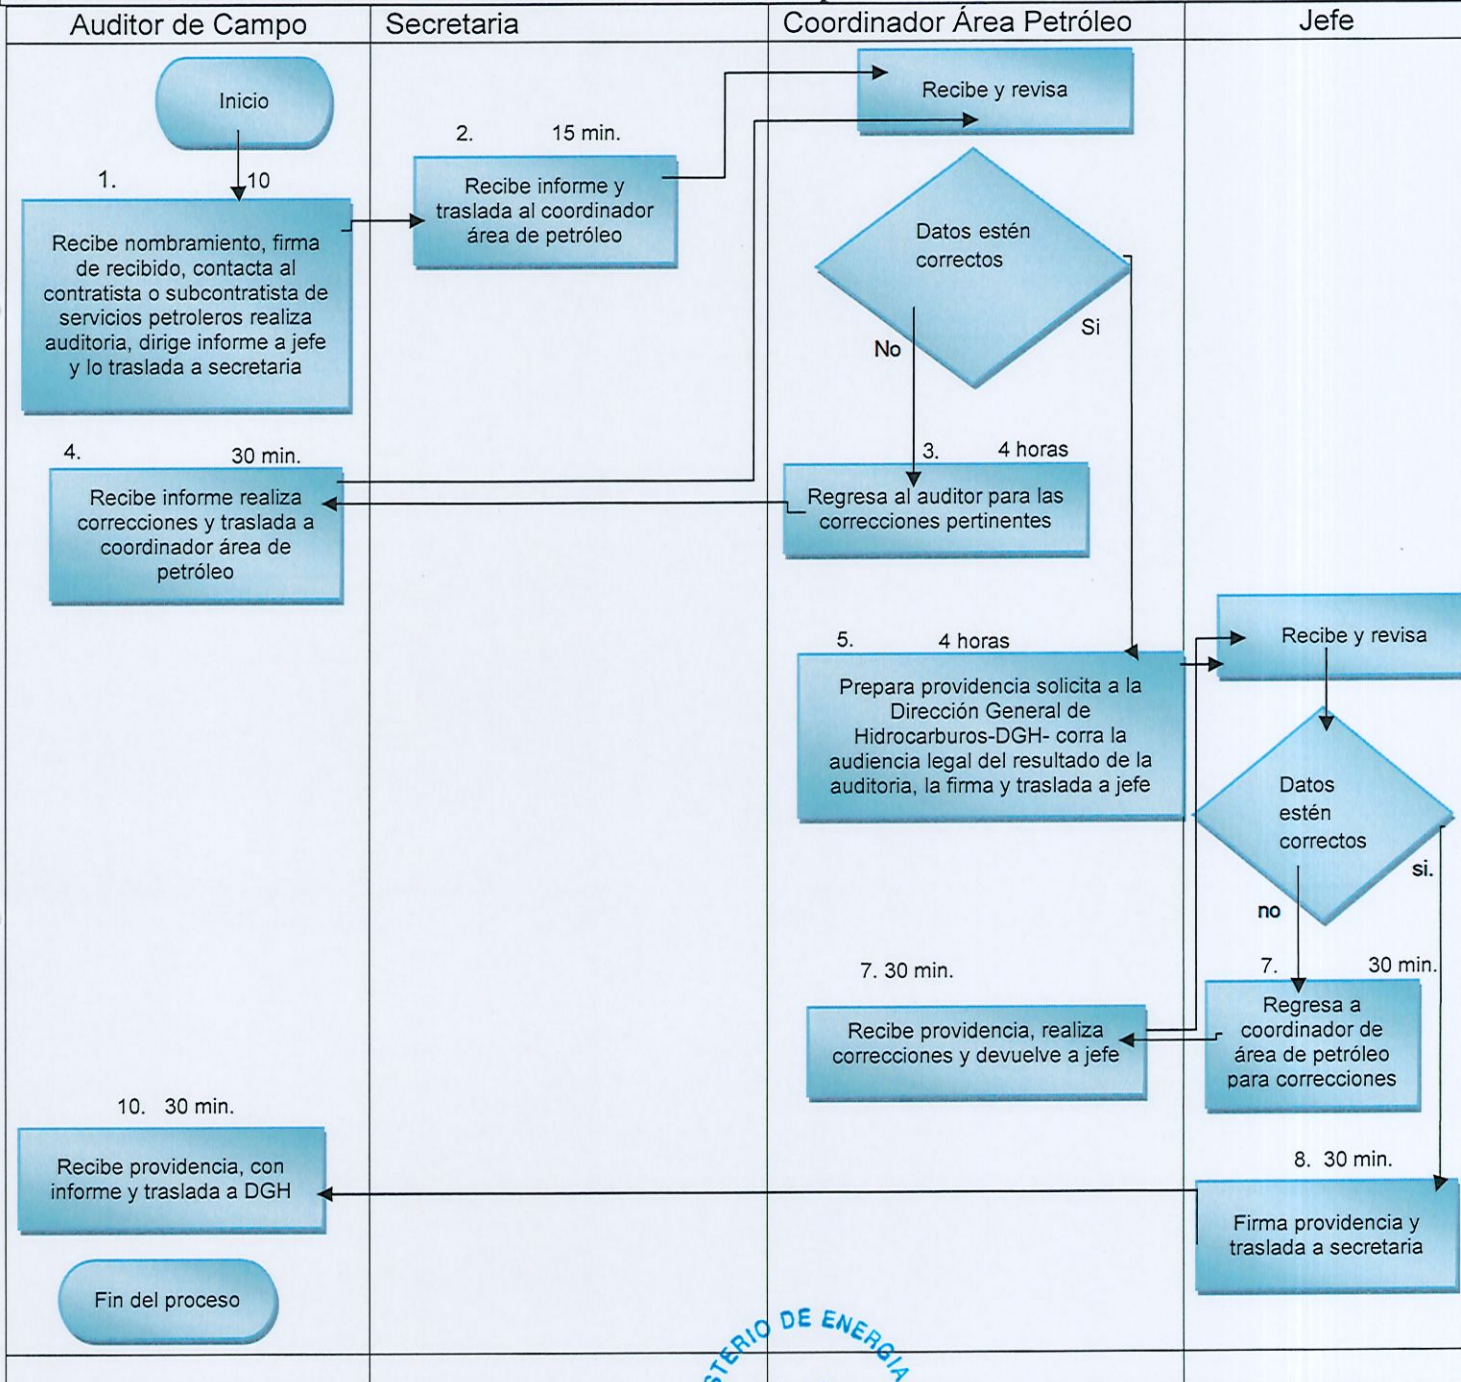 Auditor de Campo
Secretaria
Coordinador Área Petróleo
Jefe
Inicio
1. 10
Recibe nombramiento, firma
de recibido, contacta al
contratista o subcontratista de
servicios petroleros realiza
auditoria, dirige informe a jefe
y lo traslada a secretaria
2. 15 min.
Recibe informe y
traslada al coordinador
área de petróleo
Recibe y revisa
Datos estén
correctos
Si
No
3. 4 horas
Regresa al auditor para las
correcciones pertinentes
4. 30 min.
Recibe informe realiza
correcciones y traslada a
coordinador área de
petróleo
5. 4 horas
Prepara providencia solicita a la
Dirección General de
Hidrocarburos-DGH- corra la
audiencia legal del resultado de la
auditoria, la firma y traslada a jefe
Recibe y revisa
Datos
estén
correctos
si.
no
7. 30 min.
Regresa a
coordinador de
área de petróleo
para correcciones
7. 30 min.
Recibe providencia, realiza
correcciones y devuelve a jefe
8. 30 min.
Firma providencia y
traslada a secretaria
10. 30 min.
Recibe providencia, con
informe y traslada a DGH
Fin del proceso
STERIO DE ENERGIA